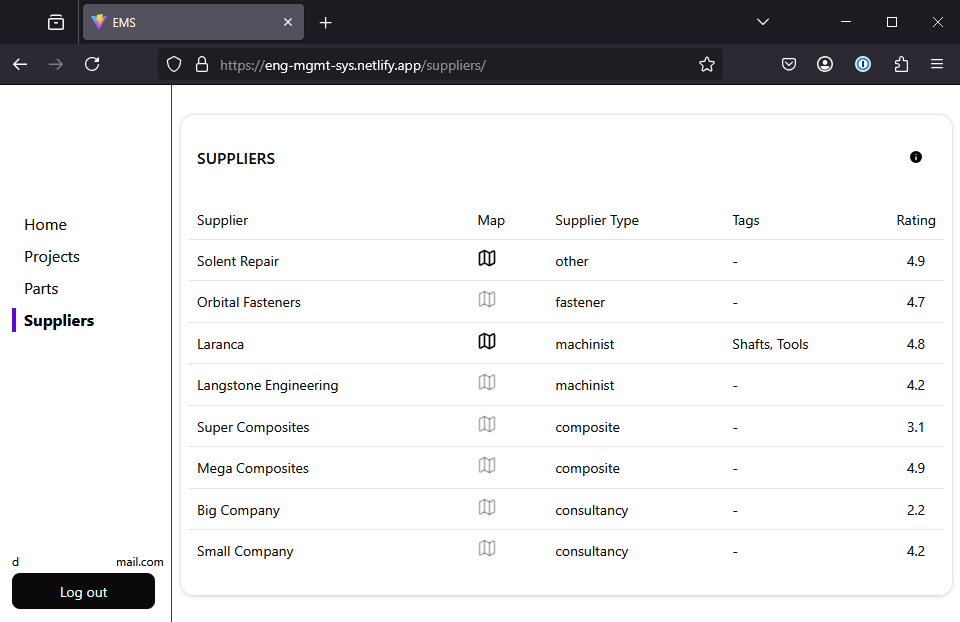 EMS
https://eng-mgmt-sys.netlify.app/suppliers/
Home
Projects
Parts
Suppliers
d mail.com
Log out
SUPPLIERS
Supplier Map Supplier Type Tags Rating
Solent Repair other - 4.9
Orbital Fasteners fastener - 4.7
Laranca machinist Shafts, Tools 4.8
Langstone Engineering machinist - 4.2
Super Composites composite - 3.1
Mega Composites composite - 4.9
Big Company consultancy - 2.2
Small Company consultancy - 4.2